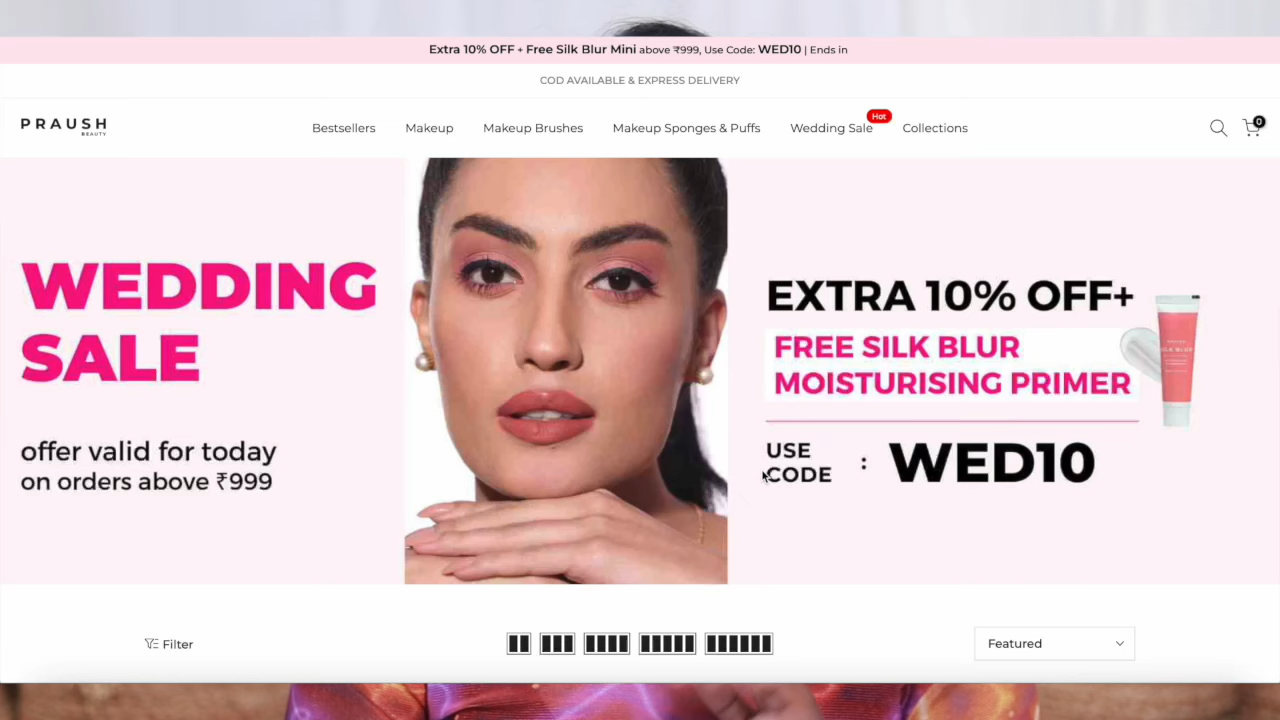 Extra 10% OFF + Free Silk Blur Mini above ₹999, Use Code: WED10 | Ends in
COD AVAILABLE & EXPRESS DELIVERY
PRAUSH
BEAUTY
Bestsellers
Makeup
Makeup Brushes
Makeup Sponges & Puffs
Wedding Sale
Hot
Collections
0
WEDDING
SALE
offer valid for today
on orders above ₹999
EXTRA 10% OFF+
FREE SILK BLUR
MOISTURISING PRIMER
USE
CODE
: WED10
Filter
Featured